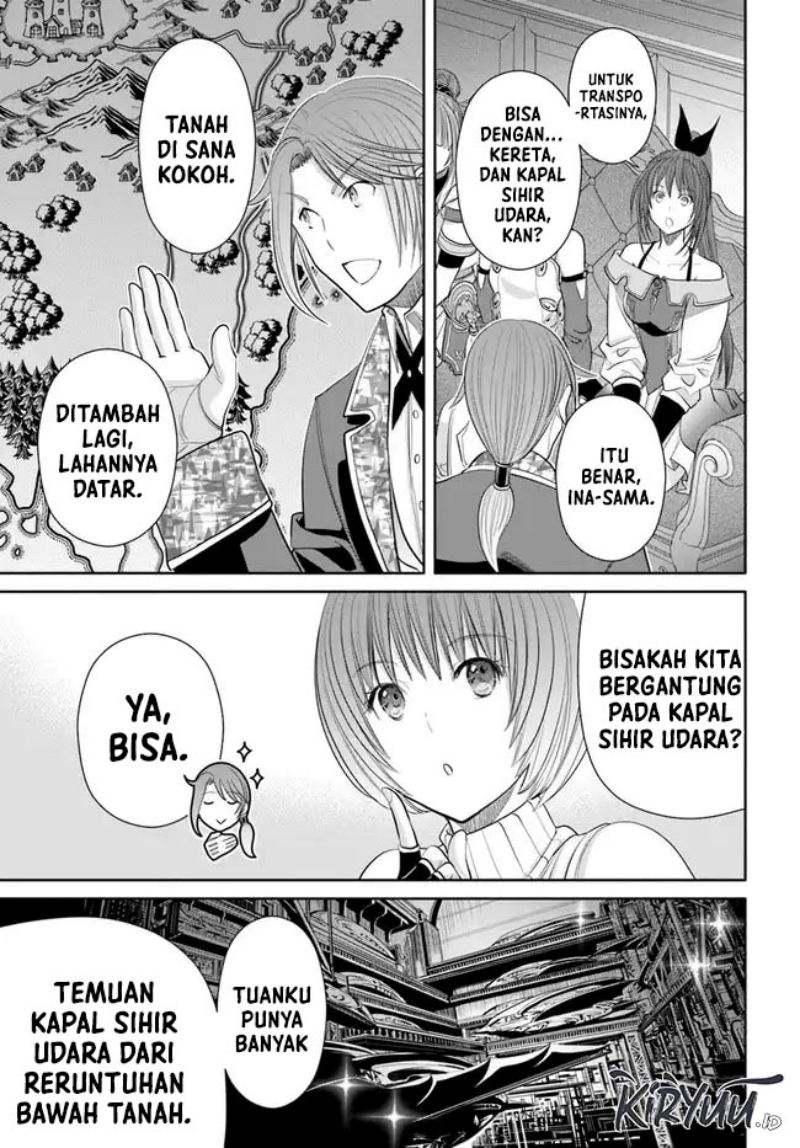 UNTUK
TRANSPO
-RTASINYA,
BISA
DENGAN...
KERETA,
DAN KAPAL
SIHIR
UDARA,
KAN?
ITU
BENAR,
INA-SAMA.
TANAH
DI SANA
KOKOH.
DITAMBAH
LAGI,
LAHANNYA
DATAR.
BISAKAH KITA
BERGANTUNG
PADA KAPAL
SIHIR UDARA?
YA,
BISA.
TUANKU
PUNYA
BANYAK
TEMUAN
KAPAL SIHIR
UDARA DARI
RERUNTUHAN
BAWAH TANAH.
KIRYUU.ID